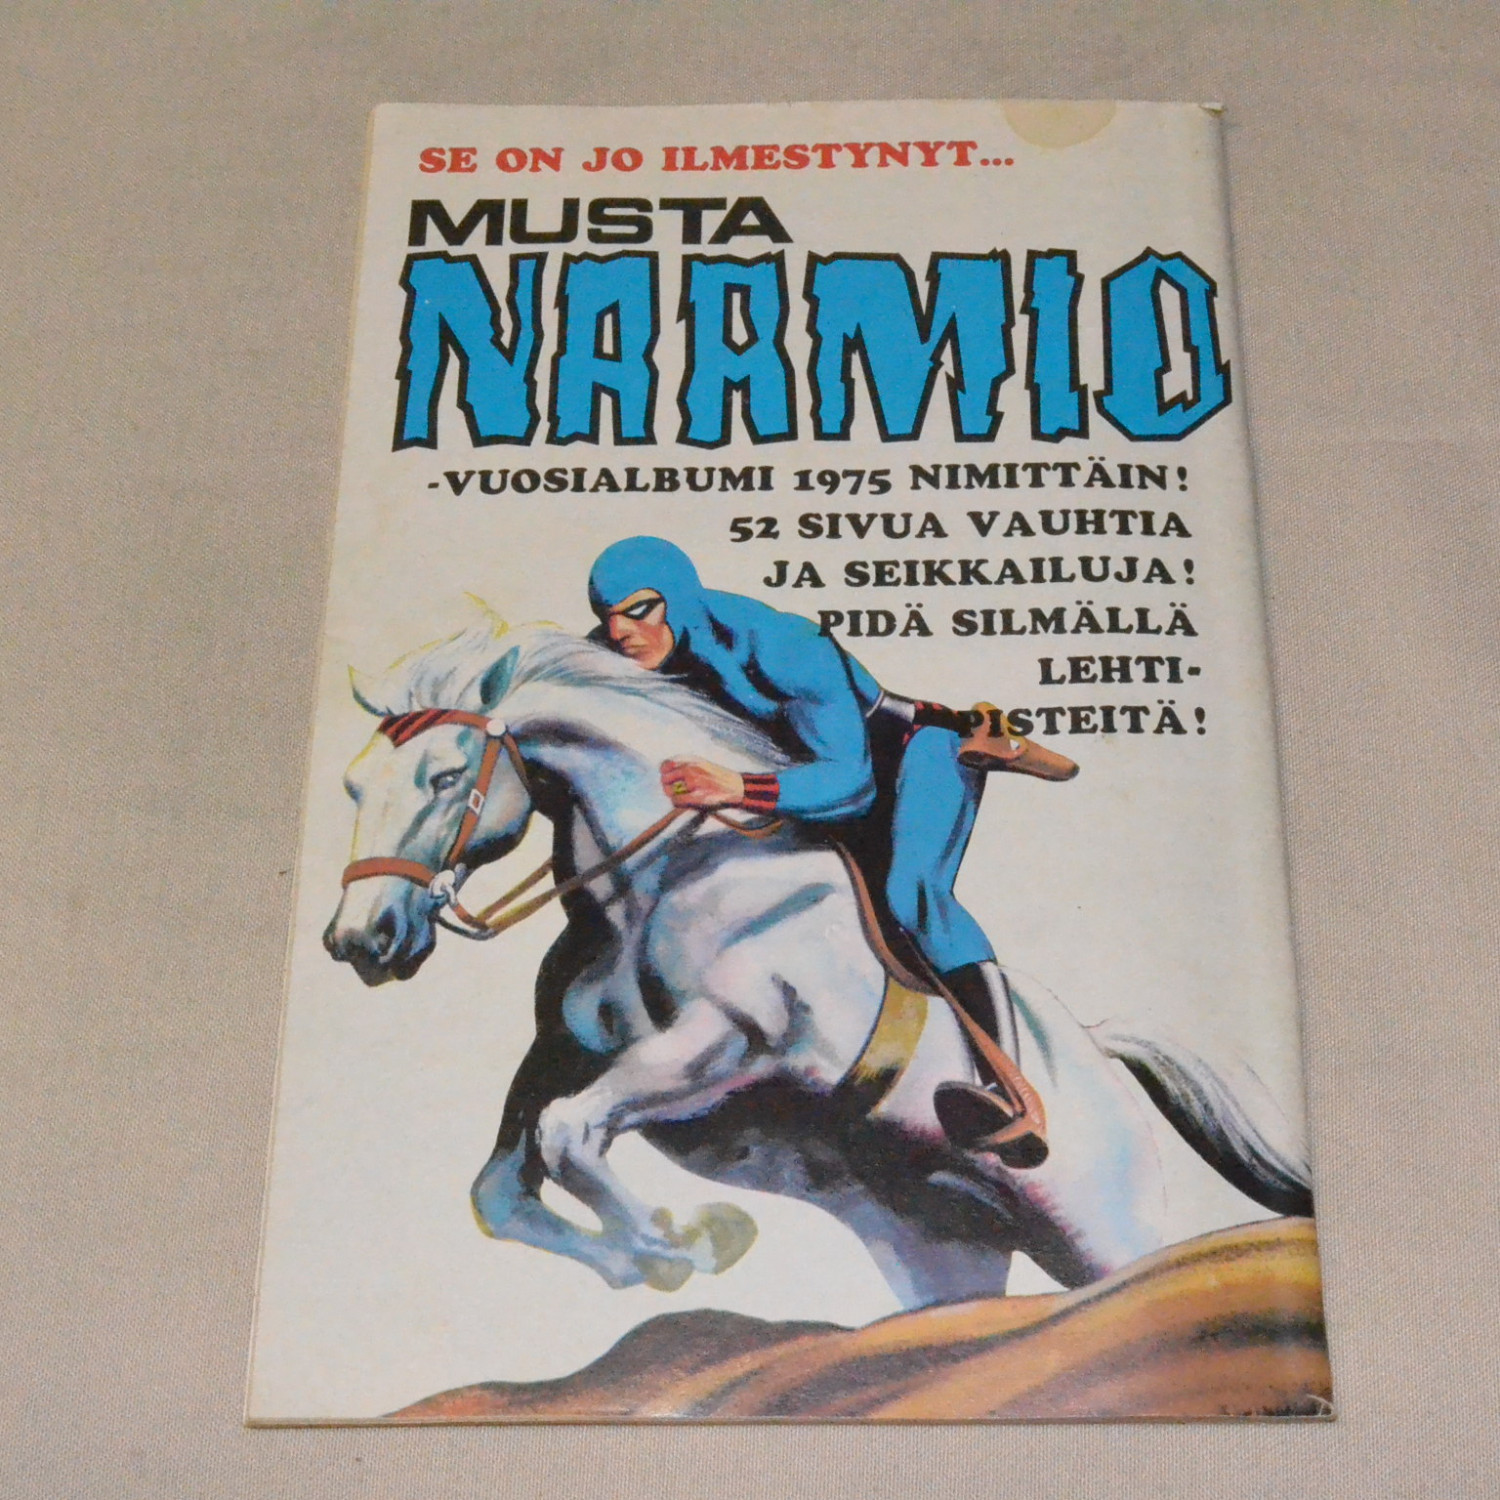 SE ON JO ILMESTYNYT...
MUSTA
NAAMIO
-VUOSIALBUMI 1975 NIMITTÄIN!
52 SIVUA VAUHTIA
JA SEIKKAILUJA!
PIDÄ SILMÄLLÄ
LEHTI-
PISTEITÄ!